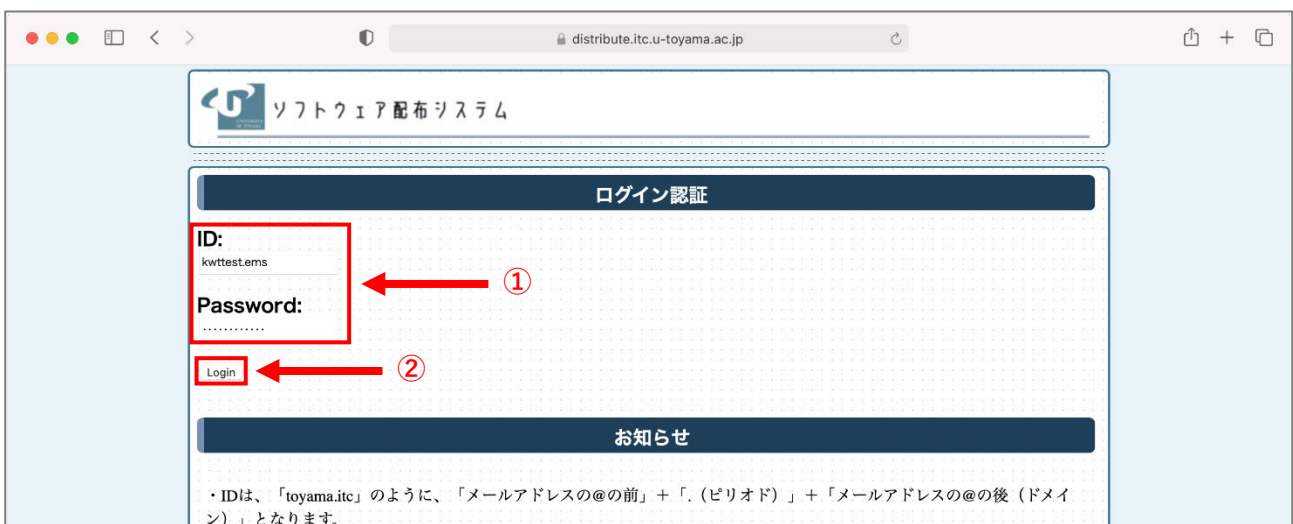 distribute.itc.u-toyama.ac.jp
ソフトウェア配布システム
ログイン認証
ID:
kwttest.ems
①
Password:
............
Login
②
お知らせ
・IDは、「toyama.itc」のように、「メールアドレスの@の前」+「.（ピリオド）」+「メールアドレスの@の後（ドメイ
ン）」となります。